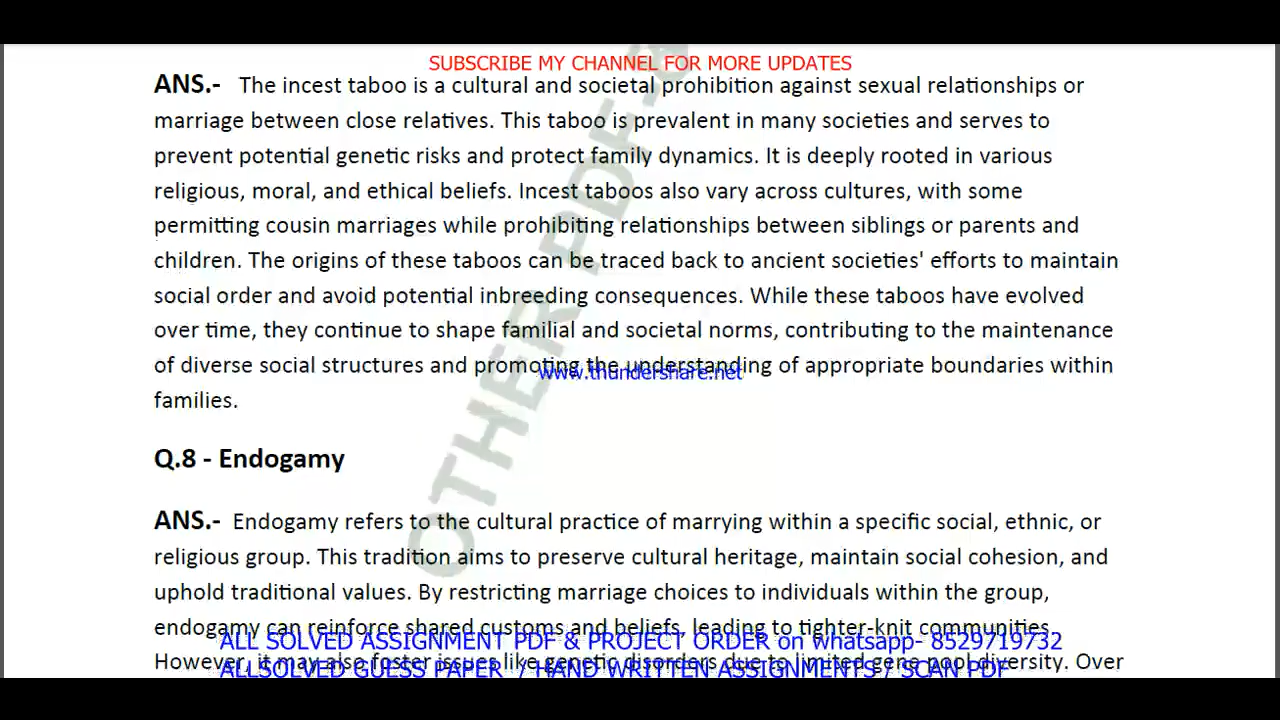 SUBSCRIBE MY CHANNEL FOR MORE UPDATES
ANS.- The incest taboo is a cultural and societal prohibition against sexual relationships or
marriage between close relatives. This taboo is prevalent in many societies and serves to
prevent potential genetic risks and protect family dynamics. It is deeply rooted in various
religious, moral, and ethical beliefs. Incest taboos also vary across cultures, with some
permitting cousin marriages while prohibiting relationships between siblings or parents and
children. The origins of these taboos can be traced back to ancient societies' efforts to maintain
social order and avoid potential inbreeding consequences. While these taboos have evolved
over time, they continue to shape familial and societal norms, contributing to the maintenance
of diverse social structures and promoting the understanding of appropriate boundaries within
www.thundershare.net
families.
OTHER PDF-
Q.8 - Endogamy
ANS.- Endogamy refers to the cultural practice of marrying within a specific social, ethnic, or
religious group. This tradition aims to preserve cultural heritage, maintain social cohesion, and
uphold traditional values. By restricting marriage choices to individuals within the group,
endogamy can reinforce shared customs and beliefs, leading to tighter-knit communities.
ALL SOLVED ASSIGNMENT PDF & PROJECT ORDER on whatsapp- 8529719732
However, it may also foster issues like genetic disorders due to limited gene pool diversity. Over
ALLSOLVED GUESS PAPER / HAND WRITTEN ASSIGNMENTS / SCAN PDF